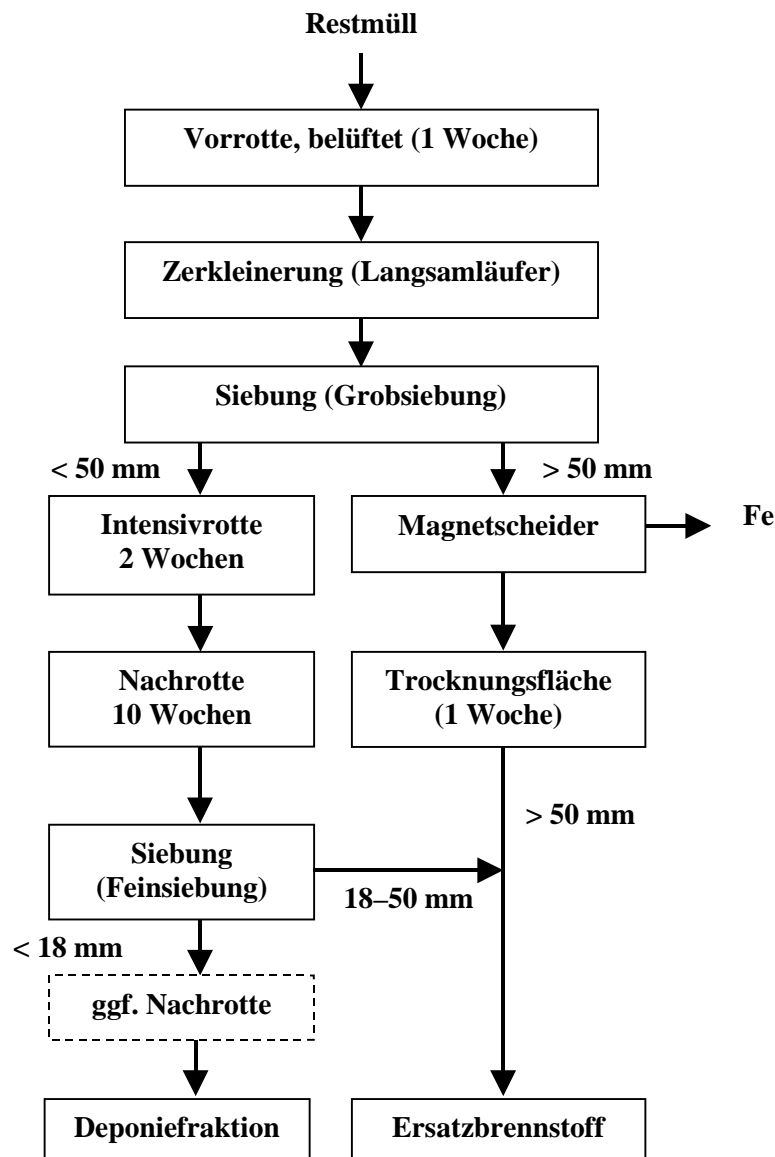 Restmüll
Vorrotte, belüftet (1 Woche)
Zerkleinerung (Langsamläufer)
Siebung (Grobsiebung)
< 50 mm
> 50 mm
Intensivrotte
2 Wochen
Magnetscheider
Fe
Nachrotte
10 Wochen
Trocknungsfläche
(1 Woche)
> 50 mm
Siebung
(Feinsiebung)
18–50 mm
< 18 mm
ggf. Nachrotte
Deponiefraktion
Ersatzbrennstoff